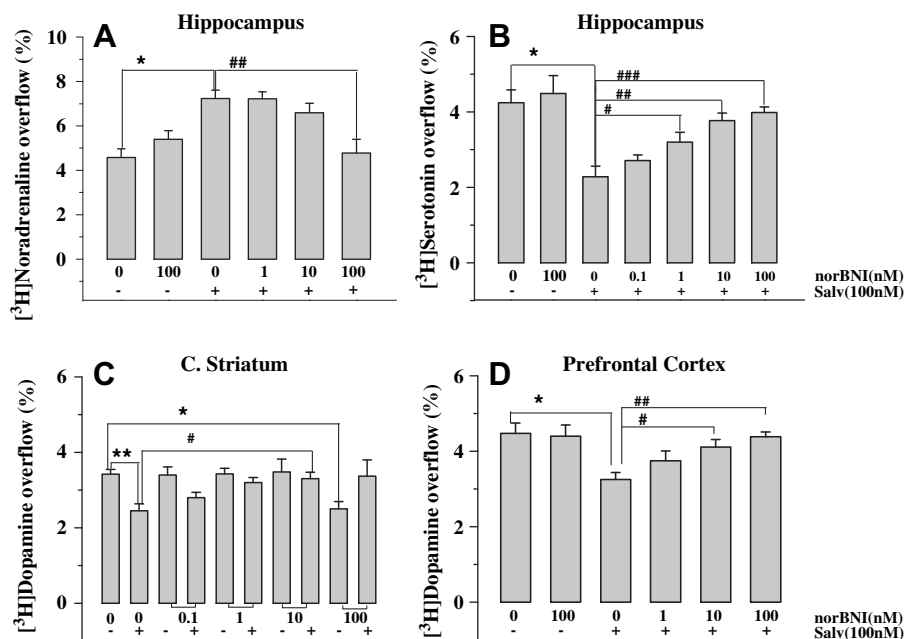 A
Hippocampus
[³H]Noradrenaline overflow (%)
10
8
6
4
2
0
*
##
0 100 0 1 10 100
- - + + + +
B
Hippocampus
[³H]Serotonin overflow (%)
6
4
2
0
*
###
##
#
0 100 0 0.1 1 10 100 norBNI(nM)
- - + + + + + Salv(100nM)
C
C. Striatum
[³H]Dopamine overflow (%)
6
4
2
0
*
#
**
0 0 0.1 1 10 100
- + - + - + - + - +
D
Prefrontal Cortex
[³H]Dopamine overflow (%)
6
4
2
0
*
##
#
0 100 0 1 10 100 norBNI(nM)
- - + + + + Salv(100nM)